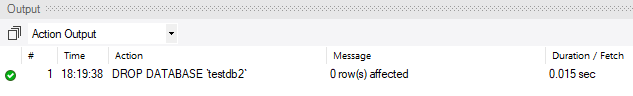 Output
Action Output
# Time Action Message Duration / Fetch
1 18:19:38 DROP DATABASE `testdb2` 0 row(s) affected 0.015 sec